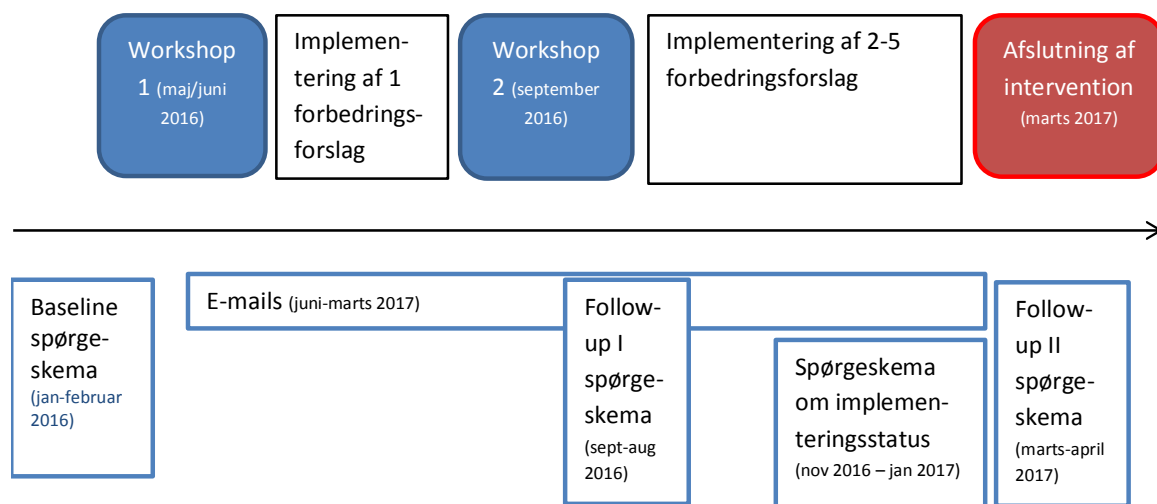 Workshop
1 (maj/juni
2016)
Implemen-
tering af 1
forbedrings-
forslag
Workshop
2 (september
2016)
Implementering af 2-5
forbedringsforslag
Afslutning af
intervention
(marts 2017)
Baseline
spørge-
skema
(jan-februar
2016)
E-mails (juni-marts 2017)
Follow-
up I
spørge-
skema
(sept-aug
2016)
Spørgeskema
om implemen-
teringsstatus
(nov 2016 – jan 2017)
Follow-
up II
spørge-
skema
(marts-april
2017)